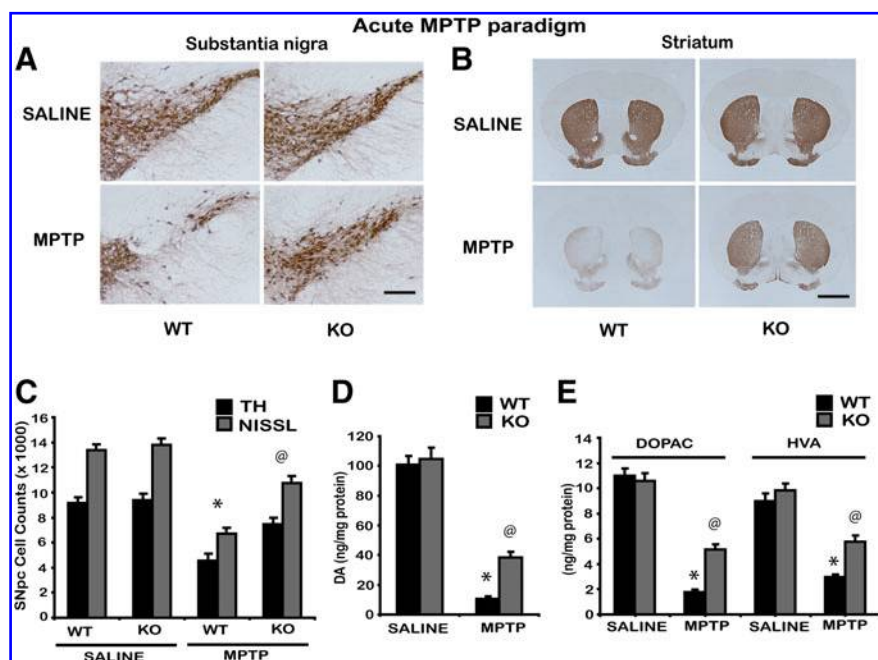 Acute MPTP paradigm
A
Substantia nigra
SALINE
MPTP
WT
KO
B
Striatum
SALINE
MPTP
WT
KO
C
TH
NISSL
SNpc Cell Counts (x 1000)
16
14
12
10
8
6
4
2
0
*
@
WT
KO
WT
KO
SALINE
MPTP
D
WT
KO
DA (ng/mg protein)
120
100
80
60
40
20
0
*
@
SALINE
MPTP
E
WT
KO
DOPAC
HVA
(ng/mg protein)
12
10
8
6
4
2
0
*
@
*
@
SALINE
MPTP
SALINE
MPTP